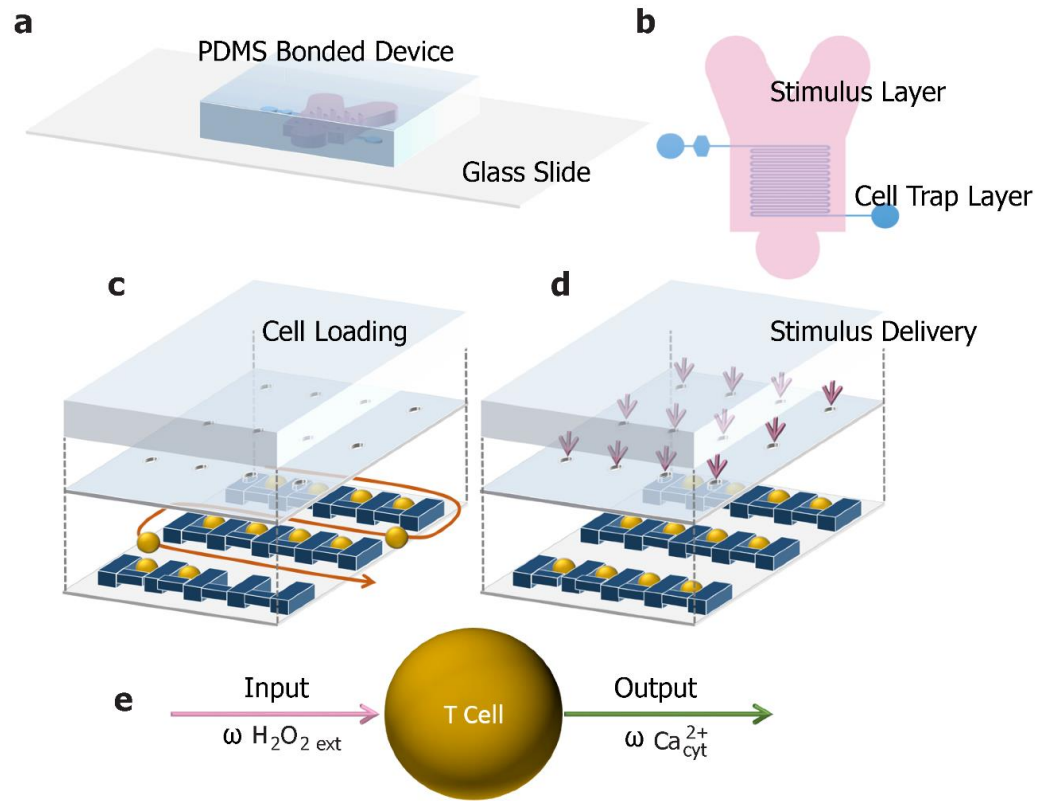 a
PDMS Bonded Device
Glass Slide
b
Stimulus Layer
Cell Trap Layer
c
Cell Loading
d
Stimulus Delivery
e
Input
ω H₂O₂ ext
T Cell
Output
ω Ca²⁺cyt